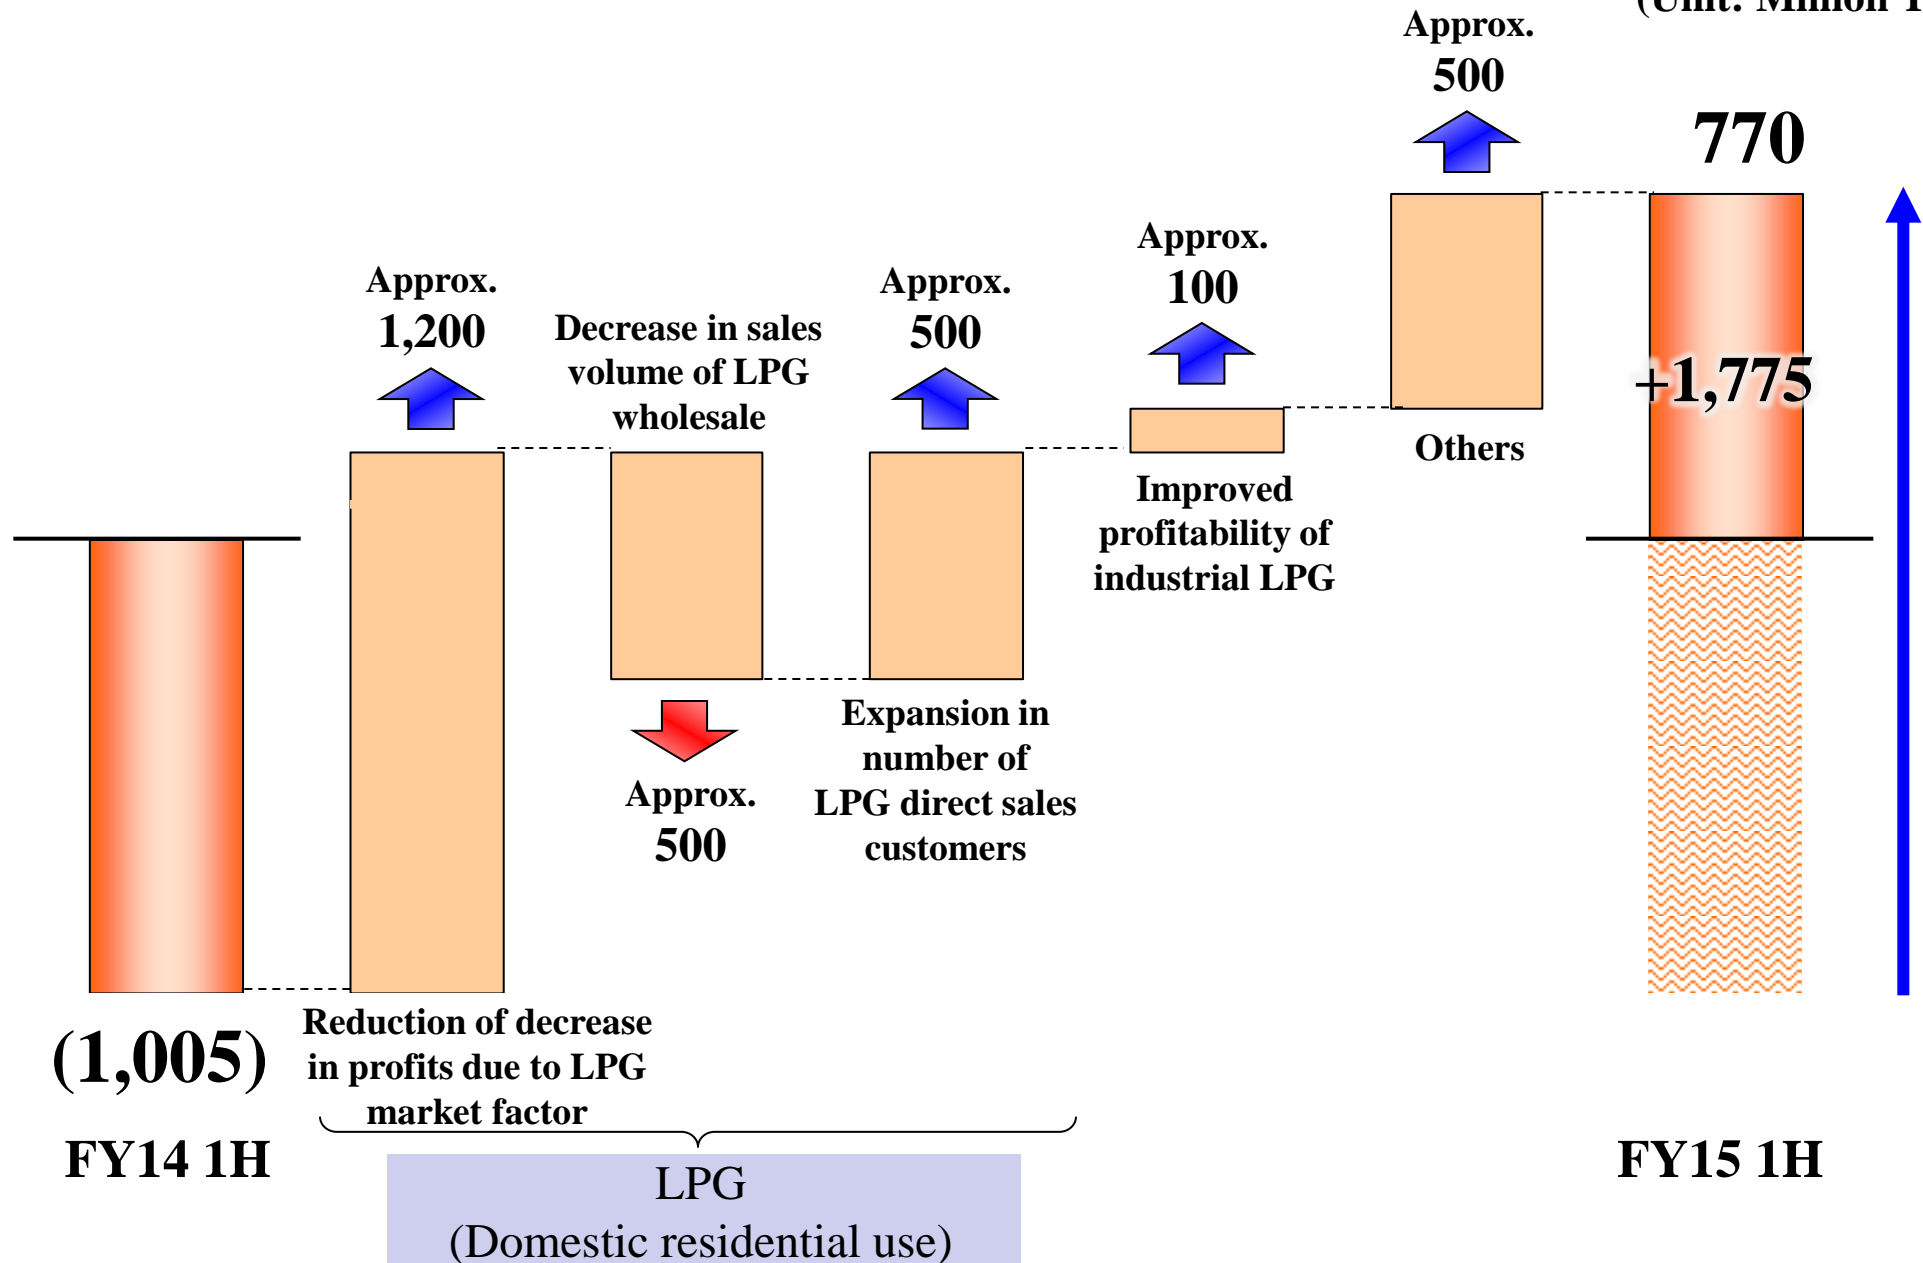 (Unit: Million
Approx.
500
770
Approx.
100
Approx.
1,200
Decrease in sales
volume of LPG
wholesale
Approx.
500
+1,775
Others
Improved
profitability of
industrial LPG
Approx.
500
Expansion in
number of
LPG direct sales
customers
(1,005)
Reduction of decrease
in profits due to LPG
market factor
FY14 1H
FY15 1H
LPG
(Domestic residential use)